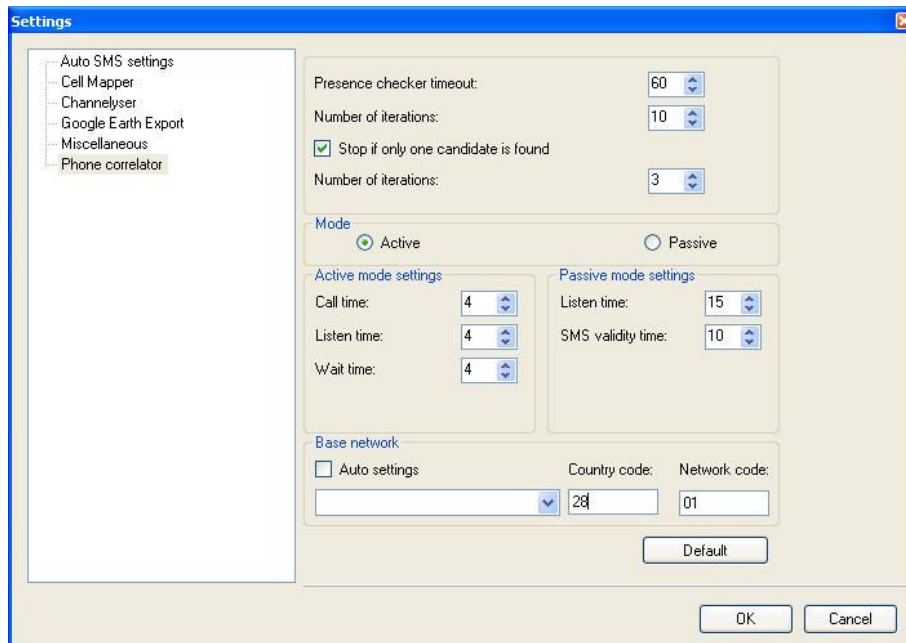 Settings
Auto SMS settings
Cell Mapper
Channelyser
Google Earth Export
Miscellaneous
Phone correlator
Presence checker timeout: 60
Number of iterations: 10
Stop if only one candidate is found
Number of iterations: 3
Mode
Active Passive
Active mode settings
Call time: 4
Listen time: 4
Wait time: 4
Passive mode settings
Listen time: 15
SMS validity time: 10
Base network
Auto settings Country code: Network code:
28 01
Default
OK Cancel